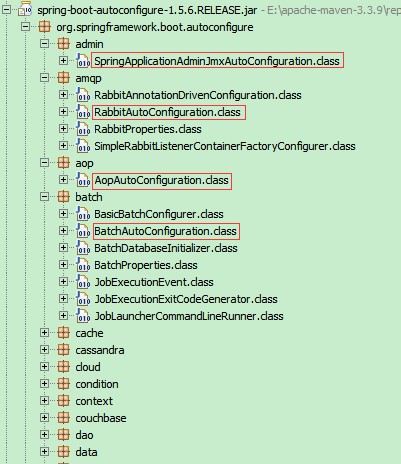 spring-boot-autoconfigure-1.5.6.RELEASE.jar - E:\apache-maven-3.3.9\rep
org.springframework.boot.autoconfigure
admin
SpringApplicationAdminJmxAutoConfiguration.class
amqp
RabbitAnnotationDrivenConfiguration.class
RabbitAutoConfiguration.class
RabbitProperties.class
SimpleRabbitListenerContainerFactoryConfigurer.class
aop
AopAutoConfiguration.class
batch
BasicBatchConfigurer.class
BatchAutoConfiguration.class
BatchDatabaseInitializer.class
BatchProperties.class
JobExecutionEvent.class
JobExecutionExitCodeGenerator.class
JobLauncherCommandLineRunner.class
cache
cassandra
cloud
condition
context
couchbase
dao
data